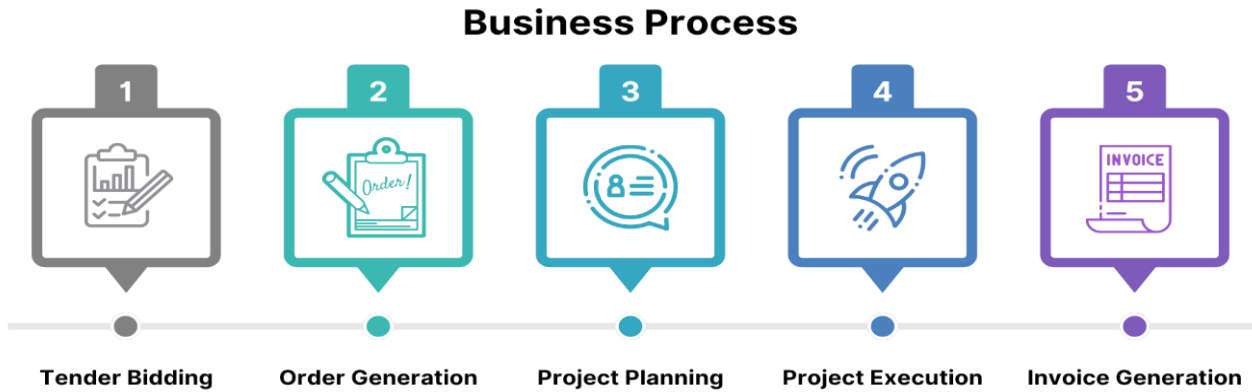 Business Process
1
2
3
4
5
Order!
INVOICE
Tender Bidding
Order Generation
Project Planning
Project Execution
Invoice Generation